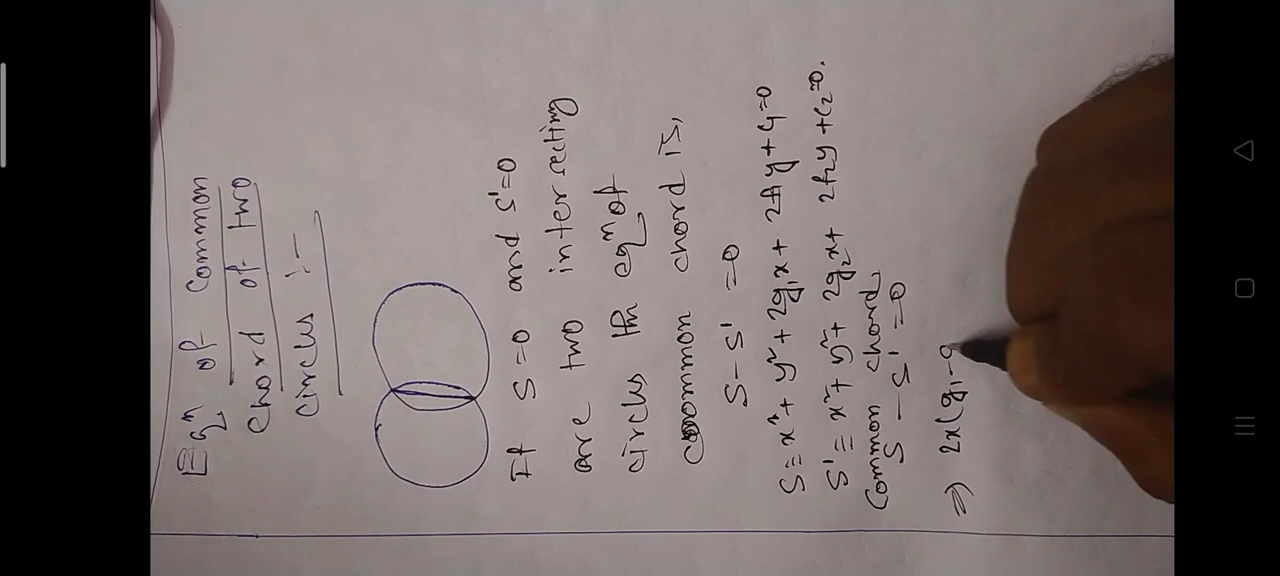 Eqⁿ of common
chord of two
circles :-
If S=0 and S'=0
are two intersecting
circles the eqⁿ of
common chord is,
S-S' =0
S≡ x²+y²+2g₁x+2f₁y+c₁=0
S'≡ x²+y²+2g₂x+2f₂y+c₂=0.
Common chord
S-S'=0
⇒ 2x(g₁-g